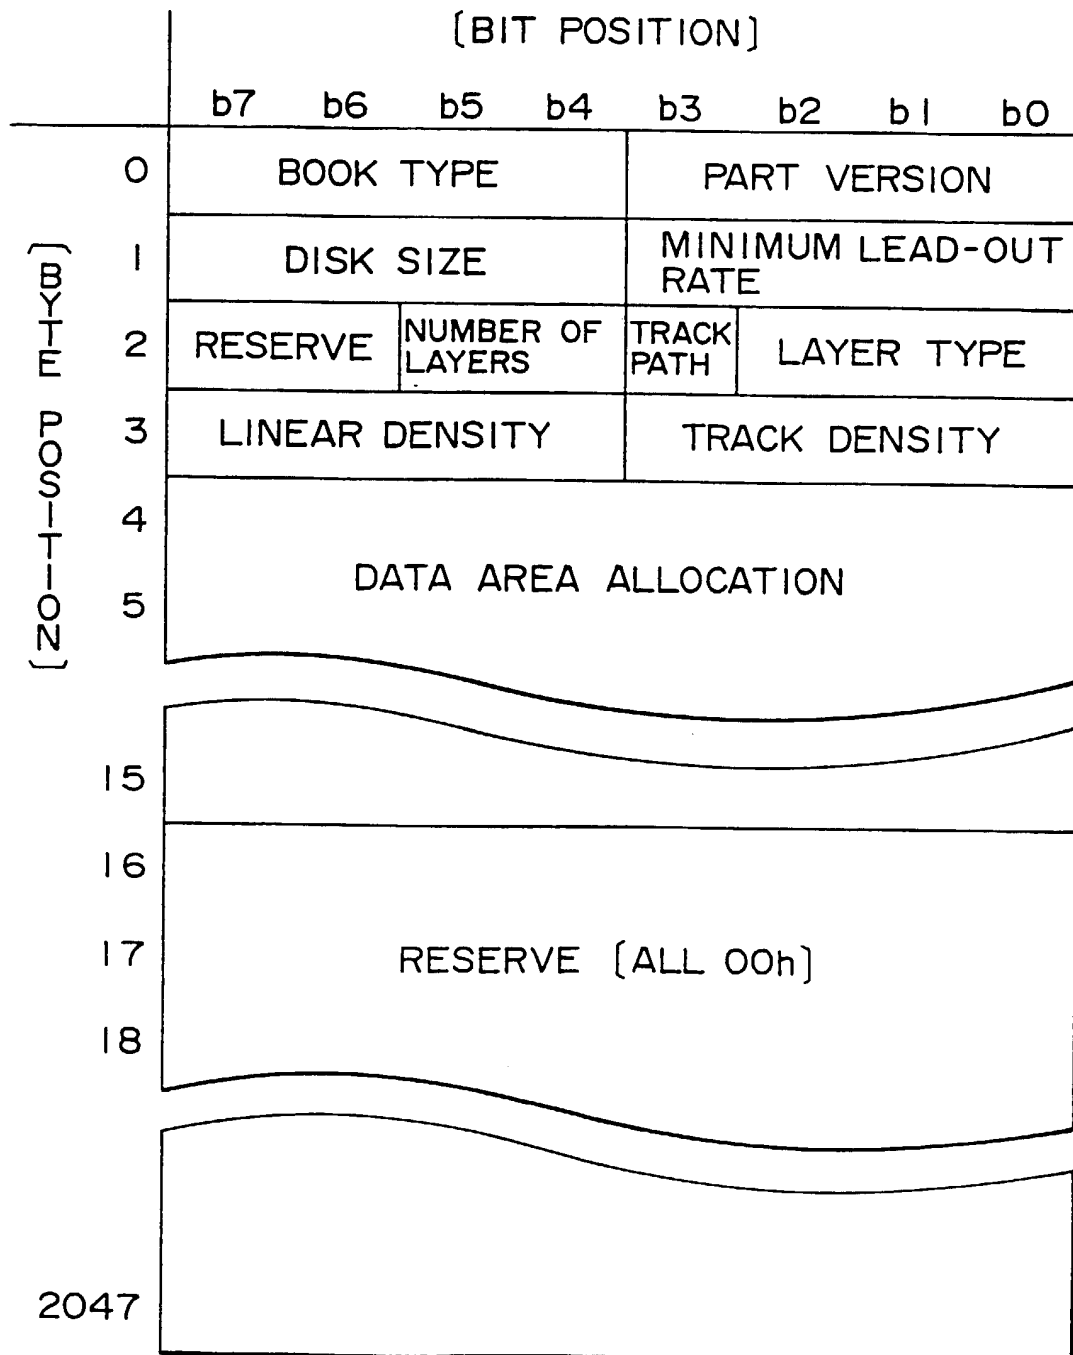 [BIT POSITION]
b7 b6 b5 b4 b3 b2 b1 b0
[BYTE POSITION]
0 BOOK TYPE PART VERSION
1 DISK SIZE MINIMUM LEAD-OUT
RATE
2 RESERVE NUMBER OF
LAYERS TRACK
PATH LAYER TYPE
3 LINEAR DENSITY TRACK DENSITY
4
DATA AREA ALLOCATION
5
15
16
17 RESERVE [ALL 00h]
18
2047